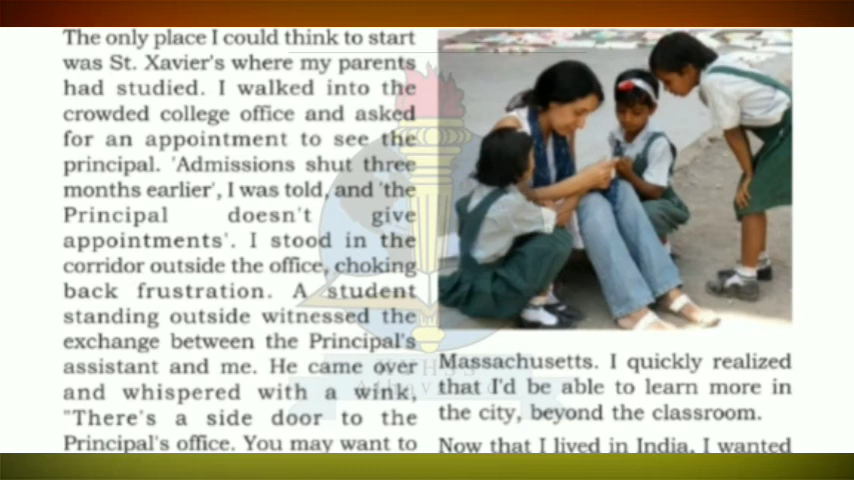 The only place I could think to start
was St. Xavier's where my parents
had studied. I walked into the
crowded college office and asked
for an appointment to see the
principal. 'Admissions shut three
months earlier', I was told, and 'the
Principal doesn't give
appointments'. I stood in the
corridor outside the office, choking
back frustration. A student
standing outside witnessed the
exchange between the Principal's
assistant and me. He came over
and whispered with a wink,
"There's a side door to the
Principal's office. You may want to
Massachusetts. I quickly realized
that I'd be able to learn more in
the city, beyond the classroom.
Now that I lived in India, I wanted